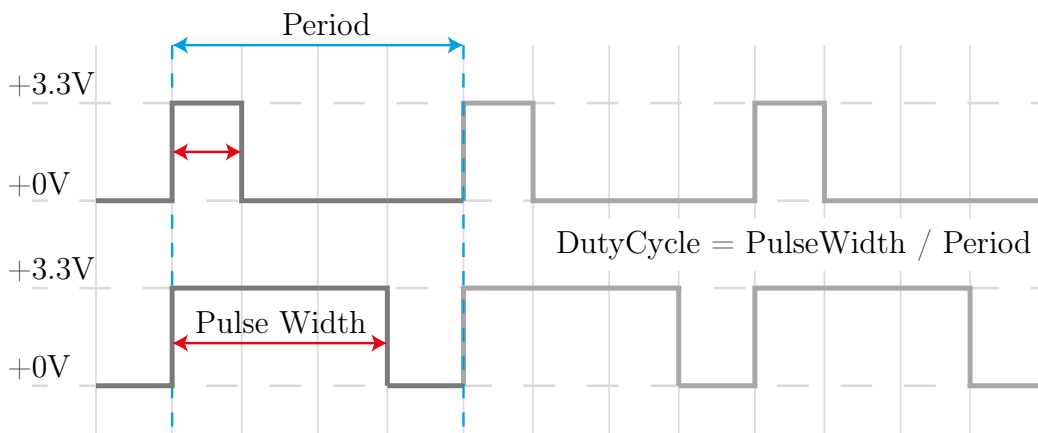 Period
+3.3V
+0V
DutyCycle = PulseWidth / Period
+3.3V
Pulse Width
+0V